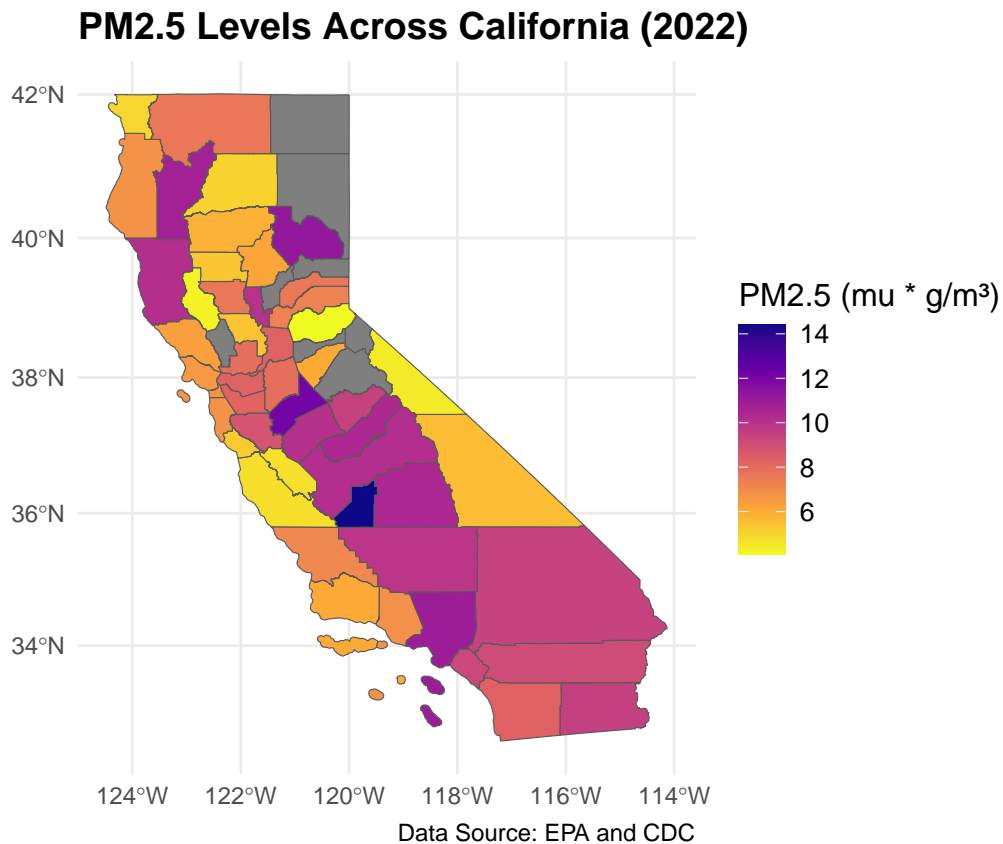 PM2.5 Levels Across California (2022)
42°N
40°N
38°N
36°N
34°N
124°W 122°W 120°W 118°W 116°W 114°W
PM2.5 (mu * g/m³)
14
12
10
8
6
Data Source: EPA and CDC